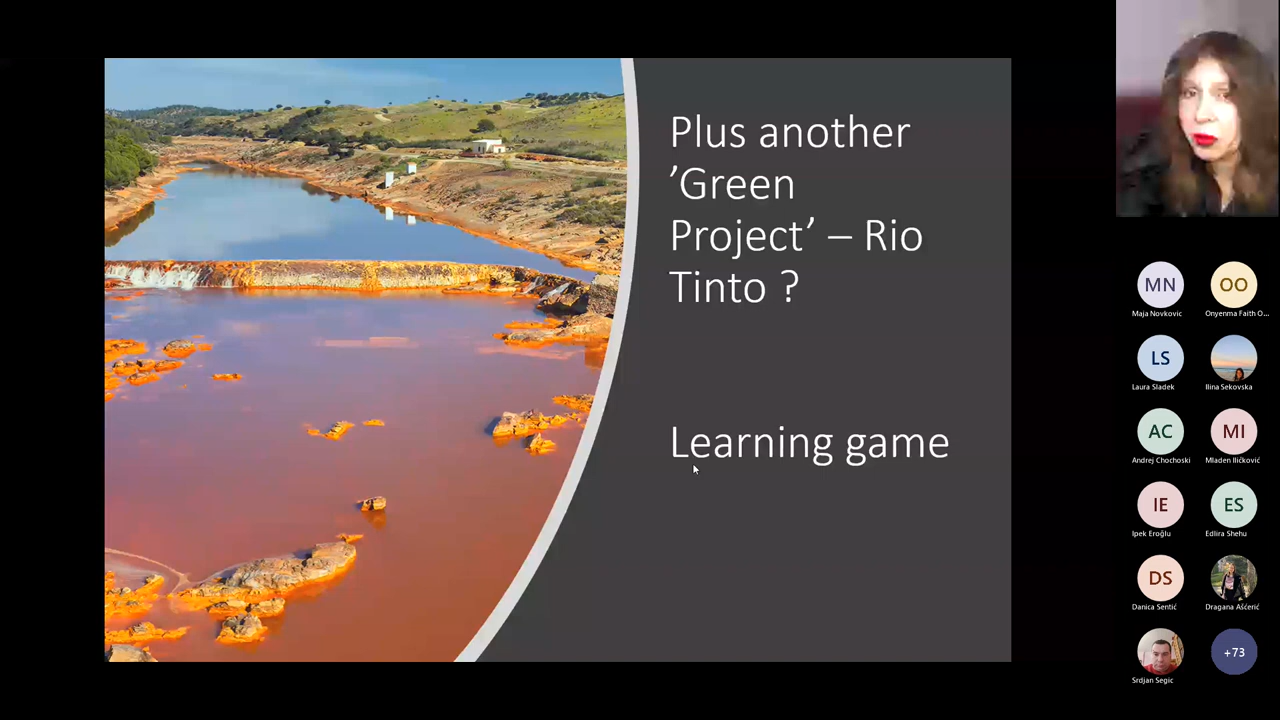 Plus another
’Green
Project’ – Rio
Tinto ?
Learning game
MN
OO
Maja Novkovic
Onyenma Faith O...
LS
Laura Sladek
Ilina Sekovska
AC
MI
Andrej Chochoski
Mladen Iličković
IE
ES
Ipek Eroğlu
Edlira Shehu
DS
Danica Sentić
Dragana Aščerić
+73
Srdjan Segic